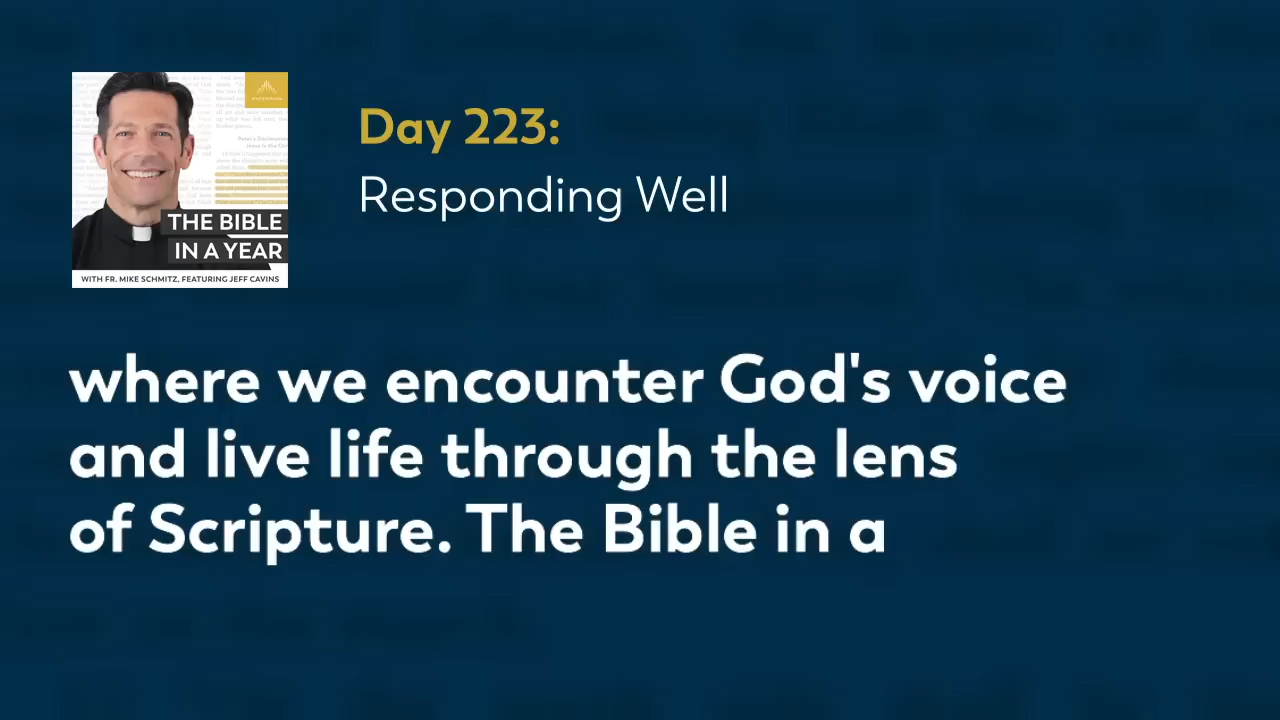 THE BIBLE
IN A YEAR
WITH FR. MIKE SCHMITZ, FEATURING JEFF CAVINS
Day 223:
Responding Well
where we encounter God's voice
and live life through the lens
of Scripture. The Bible in a